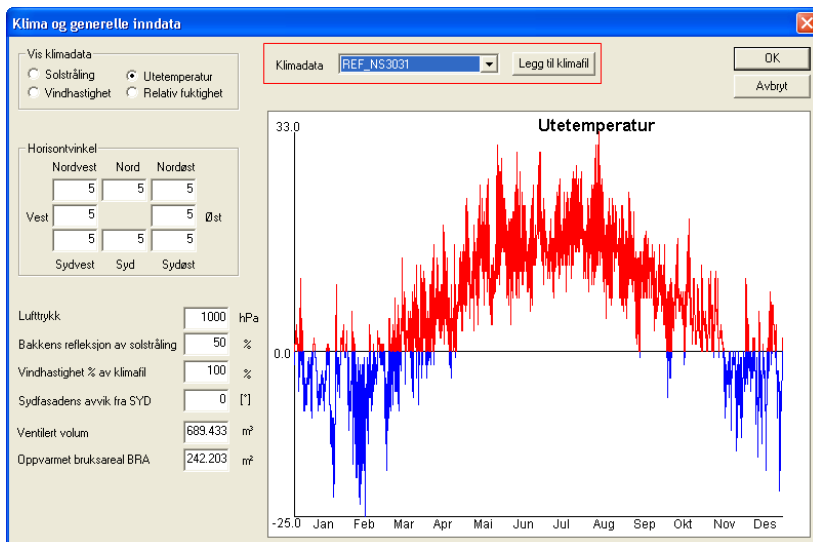 Klima og generelle inndata
Vis klimadata
Solstråling
Utetemperatur
Vindhastighet
Relativ fuktighet
Klimadata
REF_NS3031
Legg til klimafil
OK
Avbryt
Horisontvinkel
Nordvest Nord Nordøst
5 5 5
Vest 5 5 Øst
5 5 5
Sydvest Syd Sydøst
Lufttrykk 1000 hPa
Bakkens refleksjon av solstråling 50 %
Vindhastighet % av klimafil 100 %
Sydfasadens avvik fra SYD 0 [°]
Ventilert volum 689.433 m³
Oppvarmet bruksareal BRA 242.203 m²
Utetemperatur
33.0
0.0
-25.0 Jan Feb Mar Apr Mai Jun Jul Aug Sep Okt Nov Des